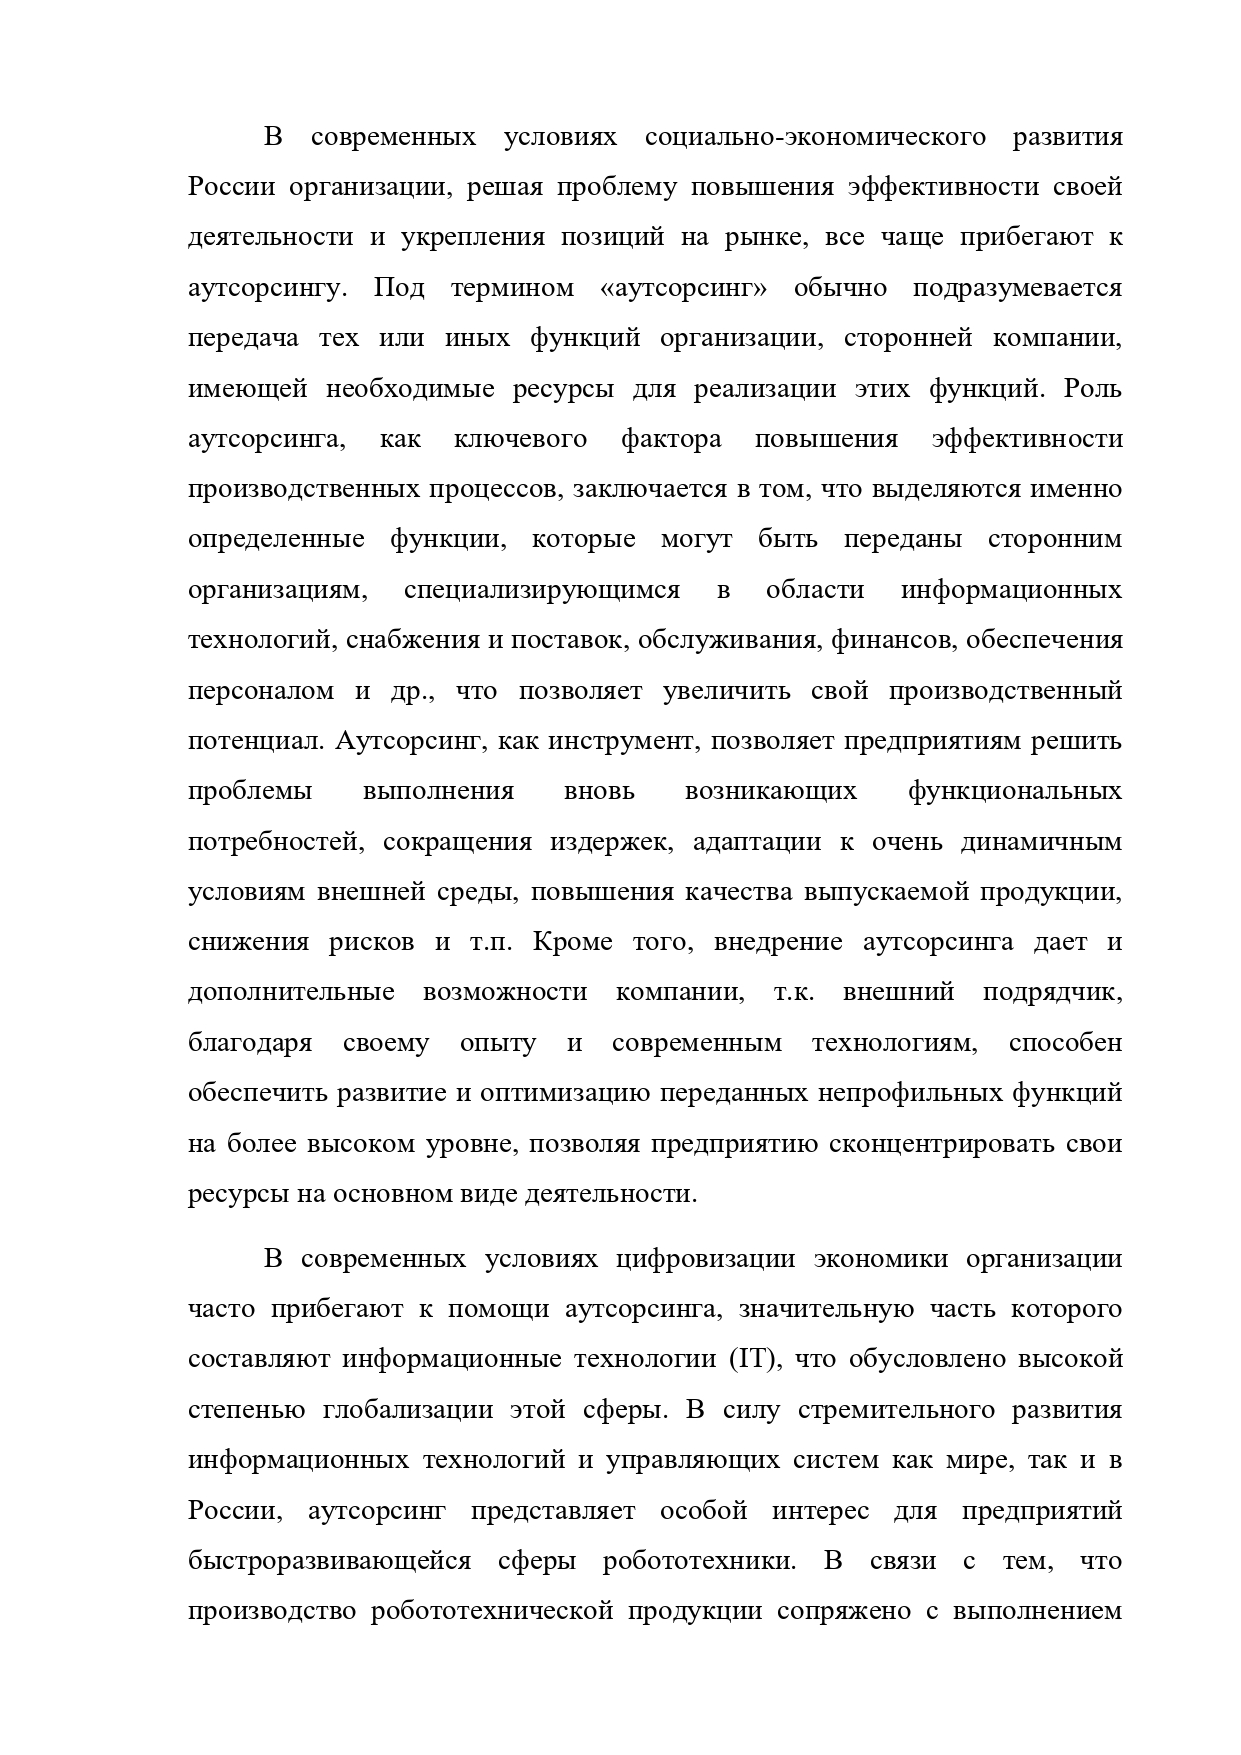 В современных условиях социально-экономического развития
России организации, решая проблему повышения эффективности своей
деятельности и укрепления позиций на рынке, все чаще прибегают к
аутсорсингу. Под термином «аутсорсинг» обычно подразумевается
передача тех или иных функций организации, сторонней компании,
имеющей необходимые ресурсы для реализации этих функций. Роль
аутсорсинга, как ключевого фактора повышения эффективности
производственных процессов, заключается в том, что выделяются именно
определенные функции, которые могут быть переданы сторонним
организациям, специализирующимся в области информационных
технологий, снабжения и поставок, обслуживания, финансов, обеспечения
персоналом и др., что позволяет увеличить свой производственный
потенциал. Аутсорсинг, как инструмент, позволяет предприятиям решить
проблемы выполнения вновь возникающих функциональных
потребностей, сокращения издержек, адаптации к очень динамичным
условиям внешней среды, повышения качества выпускаемой продукции,
снижения рисков и т.п. Кроме того, внедрение аутсорсинга дает и
дополнительные возможности компании, т.к. внешний подрядчик,
благодаря своему опыту и современным технологиям, способен
обеспечить развитие и оптимизацию переданных непрофильных функций
на более высоком уровне, позволяя предприятию сконцентрировать свои
ресурсы на основном виде деятельности.
В современных условиях цифровизации экономики организации
часто прибегают к помощи аутсорсинга, значительную часть которого
составляют информационные технологии (IT), что обусловлено высокой
степенью глобализации этой сферы. В силу стремительного развития
информационных технологий и управляющих систем как мире, так и в
России, аутсорсинг представляет особой интерес для предприятий
быстроразвивающейся сферы робототехники. В связи с тем, что
производство робототехнической продукции сопряжено с выполнением